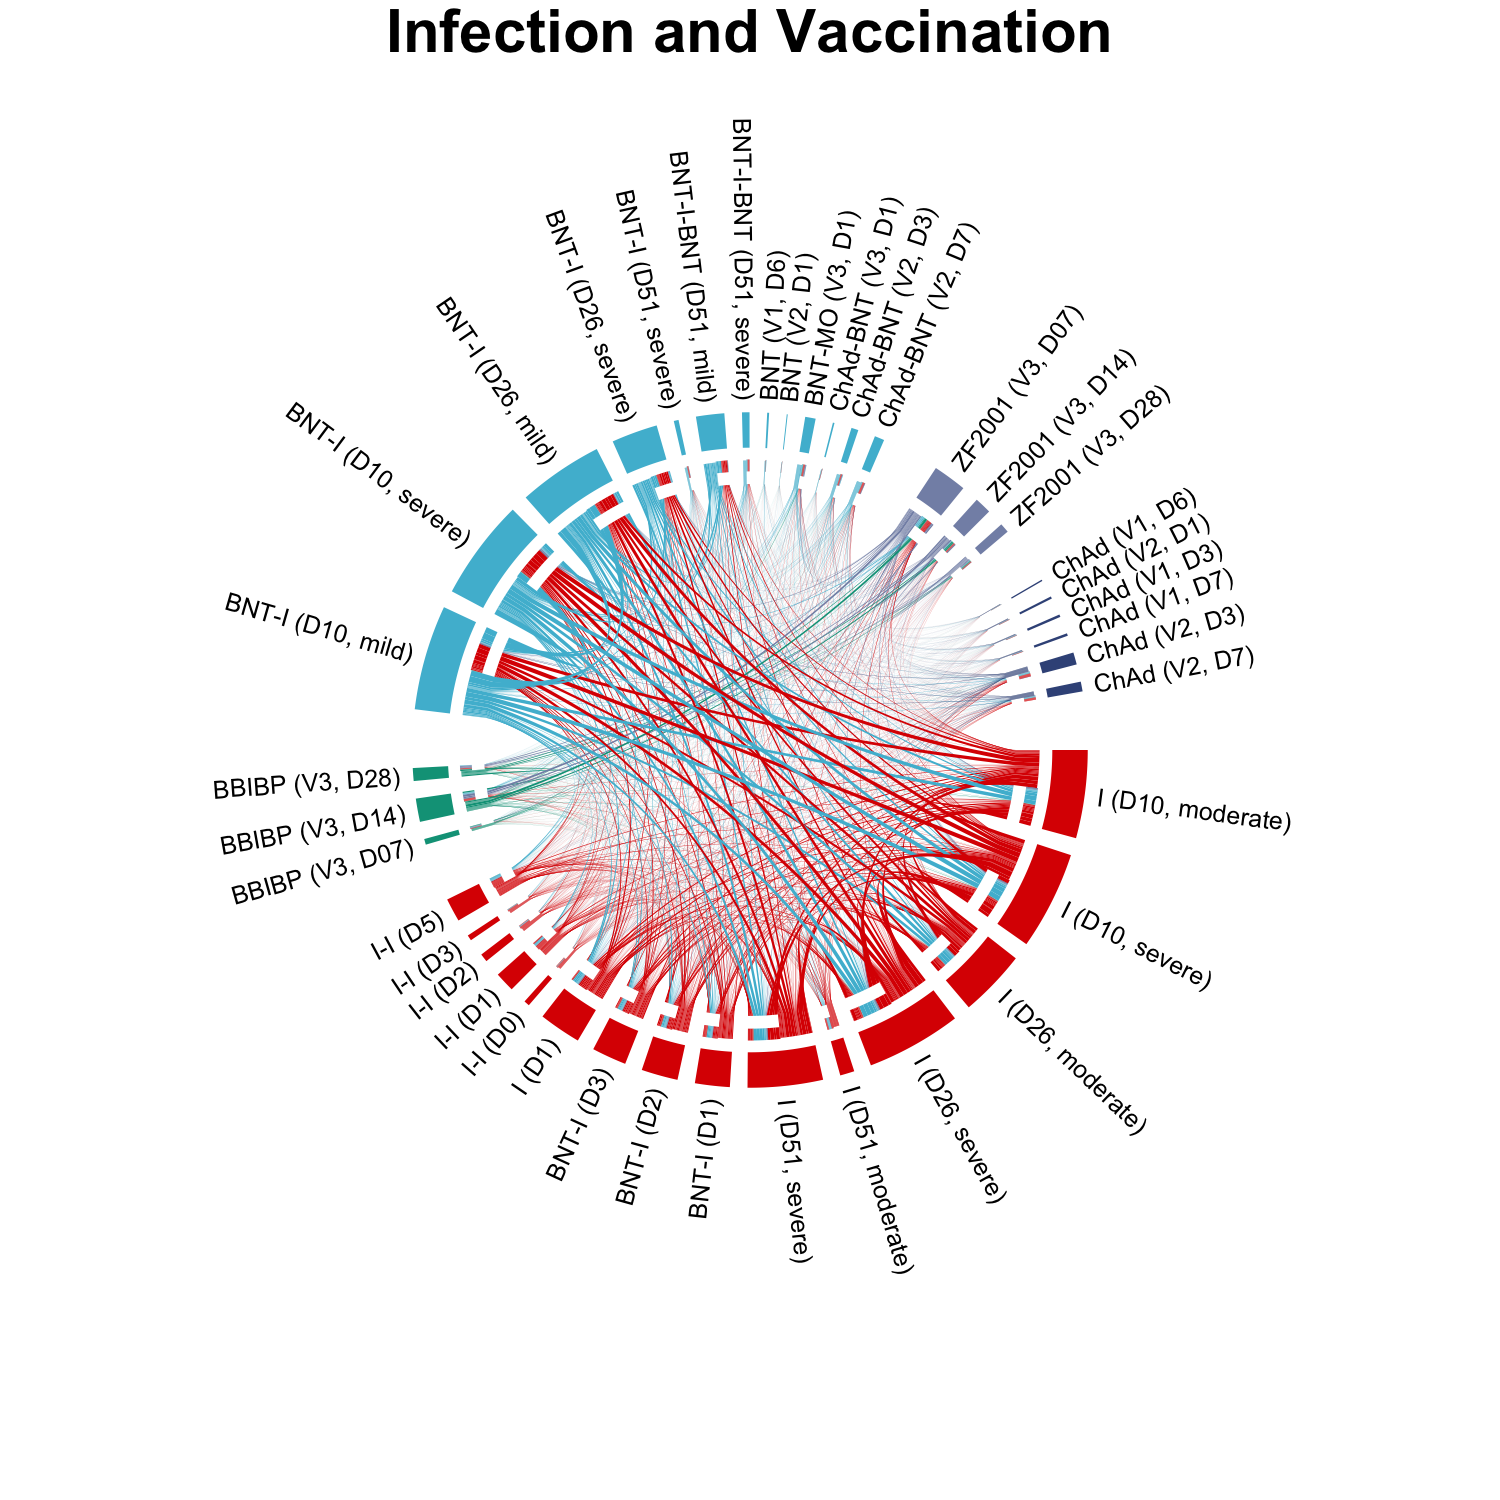 Infection and Vaccination
BNT-I-BNT (D51, severe)
BNT (V1, D6)
BNT (V2, D1)
BNT-MO (V3, D1)
ChAd-BNT (V3, D1)
ChAd-BNT (V2, D3)
ChAd-BNT (V2, D7)
ZF2001 (V3, D07)
ZF2001 (V3, D14)
ZF2001 (V3, D28)
ChAd (V1, D6)
ChAd (V2, D1)
ChAd (V1, D3)
ChAd (V1, D7)
ChAd (V2, D3)
ChAd (V2, D7)
I (D10, moderate)
I (D10, severe)
I (D26, moderate)
I (D26, severe)
I (D51, moderate)
I (D51, severe)
BNT-I (D1)
BNT-I (D2)
BNT-I (D3)
I (D1)
I-I (D0)
I-I (D1)
I-I (D2)
I-I (D3)
I-I (D5)
BBIBP (V3, D07)
BBIBP (V3, D14)
BBIBP (V3, D28)
BNT-I (D10, mild)
BNT-I (D10, severe)
BNT-I (D26, mild)
BNT-I (D26, severe)
BNT-I (D51, severe)
BNT-I-BNT (D51, mild)